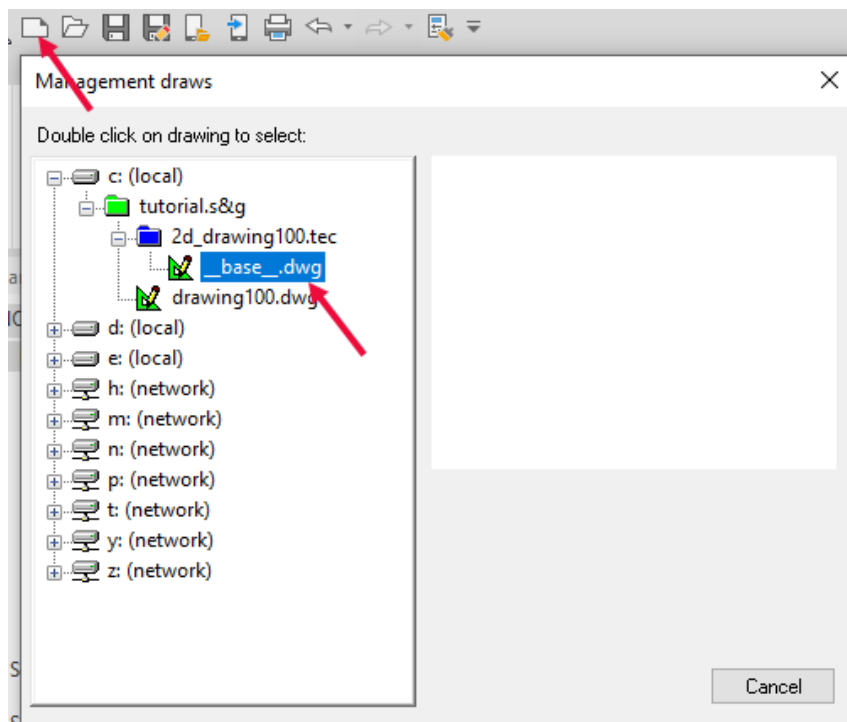 Management draws
Double click on drawing to select:
c: (local)
tutorial.s&g
2d_drawing100.tec
__base__.dwg
drawing100.dwg
d: (local)
e: (local)
h: (network)
m: (network)
n: (network)
p: (network)
t: (network)
y: (network)
z: (network)
Cancel